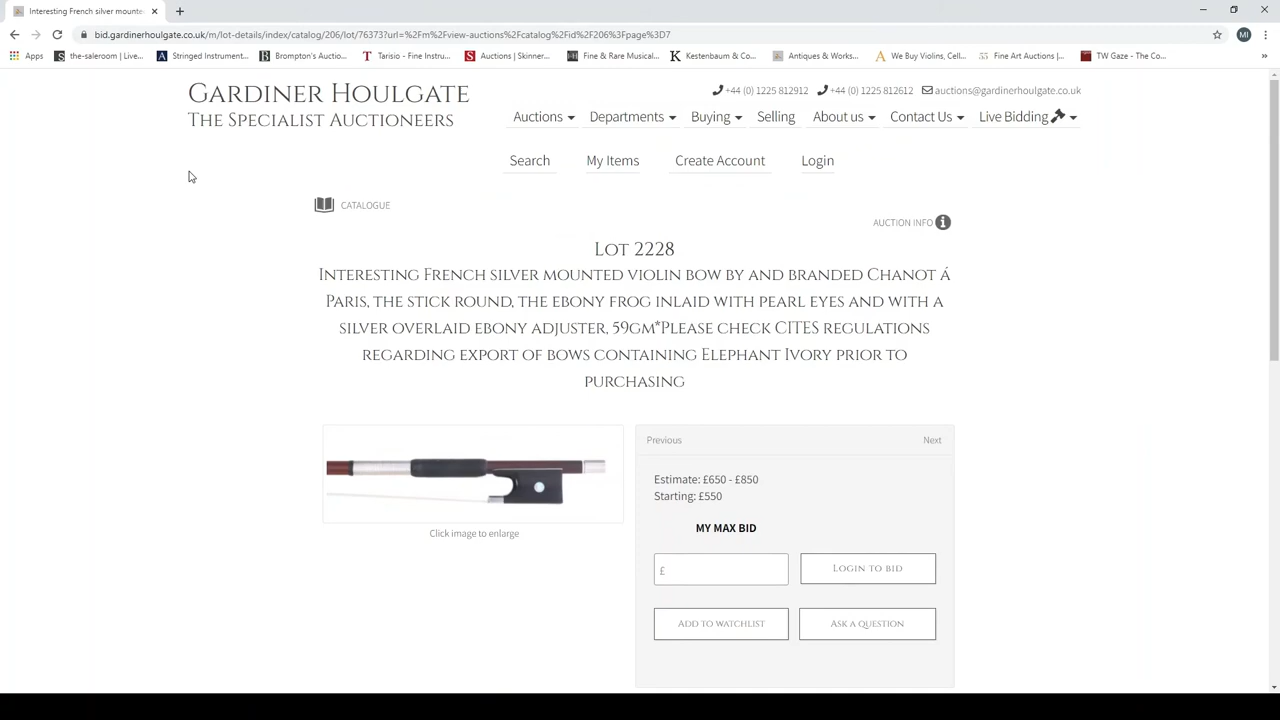 Interesting French silver mounte
bid.gardinerhoulgate.co.uk/m/lot-details/index/catalog/206/lot/76373?url=%2Fm%2Fview-auctions%2Fcatalog%2Fid%2F206%3Fpage%3D7
MI
Apps the-saleroom | Live... Stringed Instrument... Brompton's Auctio... Tarisio - Fine Instru... Auctions | Skinner... Fine & Rare Musical... Kestenbaum & Co... Antiques & Works... We Buy Violins, Cell... Fine Art Auctions |... TW Gaze - The Co...
Gardiner Houlgate
The Specialist Auctioneers
+44 (0) 1225 812912 +44 (0) 1225 812612 auctions@gardinerhoulgate.co.uk
Auctions Departments Buying Selling About us Contact Us Live Bidding
Search My Items Create Account Login
CATALOGUE
AUCTION INFO
Lot 2228
Interesting French silver mounted violin bow by and branded Chanot á
Paris, the stick round, the ebony frog inlaid with pearl eyes and with a
silver overlaid ebony adjuster, 59gm*Please check CITES regulations
regarding export of bows containing Elephant Ivory prior to
purchasing
Previous Next
Estimate: £650 - £850
Starting: £550
MY MAX BID
£
Login to bid
Click image to enlarge
Add to watchlist Ask a question